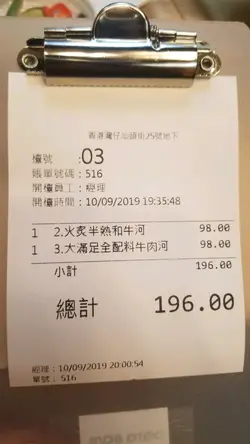 香港灣仔汕頭街25號地下
檯號 :03
賬單號碼:516
開檯員工:經理
開檯時間:10/09/2019 19:35:48
1 2.火炙半熟和牛河 98.00
1 3.大滿足全配料牛肉河 98.00
小計 196.00
總計 196.00
經理:10/09/2019 20:00:54
單號:516